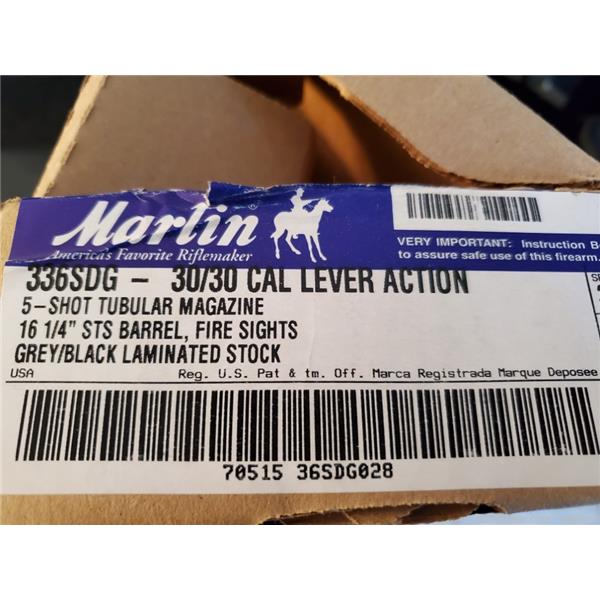 Marlin®
America's Favorite Riflemaker
VERY IMPORTANT: Instruction
to assure safe use of this firearm.
336SDG - 30/30 CAL LEVER ACTION
5-SHOT TUBULAR MAGAZINE
16 1/4" STS BARREL, FIRE SIGHTS
GREY/BLACK LAMINATED STOCK
USA Reg. U.S. Pat & tm. Off. Marca Registrada Marque Deposee
70515 36SDG028